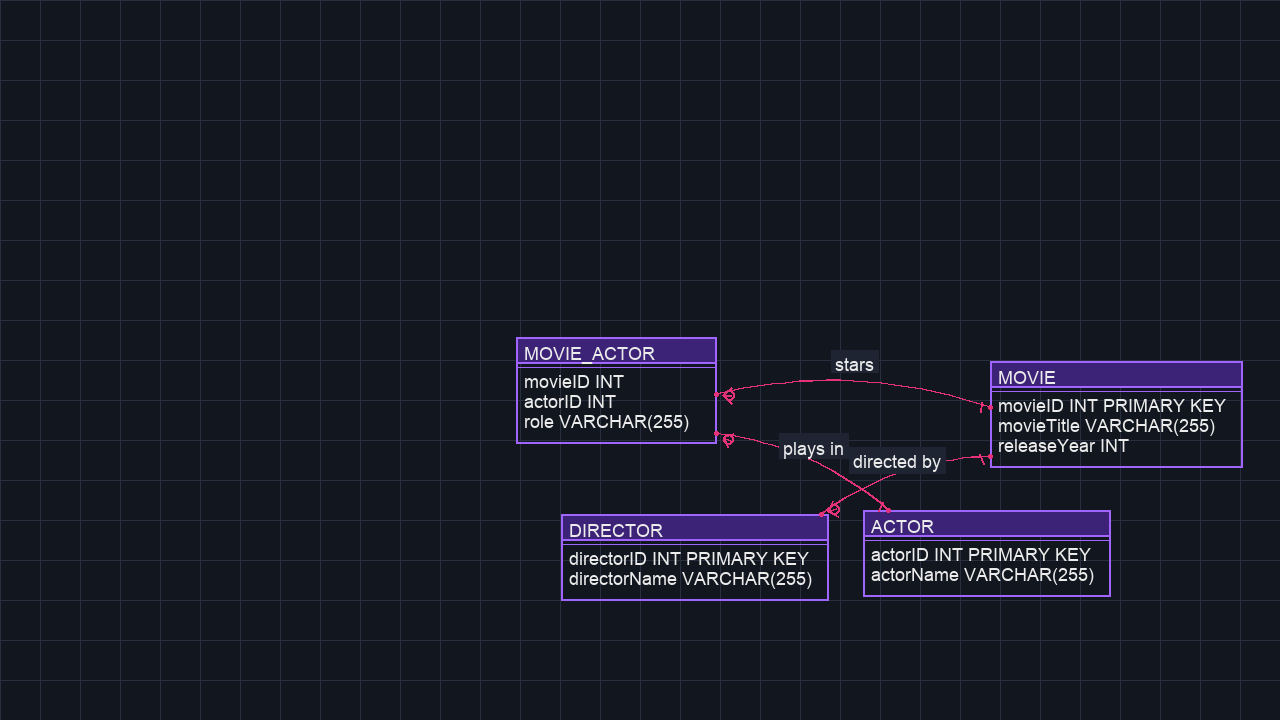 MOVIE_ACTOR
movieID INT
actorID INT
role VARCHAR(255)
stars
MOVIE
movieID INT PRIMARY KEY
movieTitle VARCHAR(255)
releaseYear INT
plays in
directed by
DIRECTOR
directorID INT PRIMARY KEY
directorName VARCHAR(255)
ACTOR
actorID INT PRIMARY KEY
actorName VARCHAR(255)